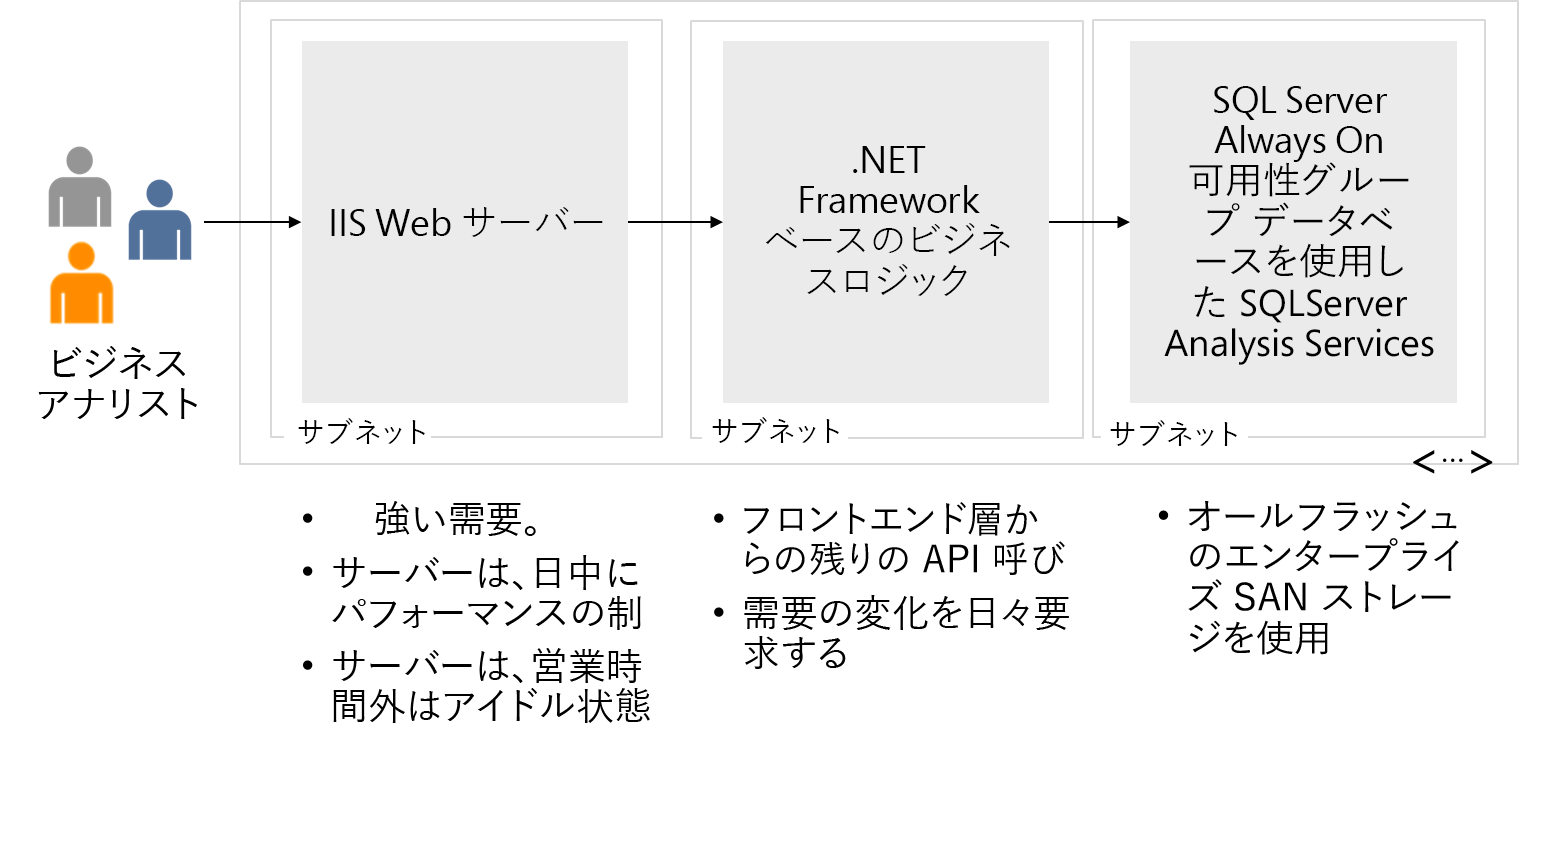 ビジネス
アナリスト
IIS Web サーバー
サブネット
.NET
Framework
ベースのビジネ
スロジック
サブネット
SQL Server
Always On
可用性グルー
プ データベ
ースを使用し
た SQLServer
Analysis Services
サブネット
<···>
• 強い需要。
• サーバーは、日中に
パフォーマンスの制
• サーバーは、営業時
間外はアイドル状態
• フロントエンド層か
らの残りの API 呼び
• 需要の変化を日々要
求する
• オールフラッシュ
のエンタープライ
ズ SAN ストレー
ジを使用